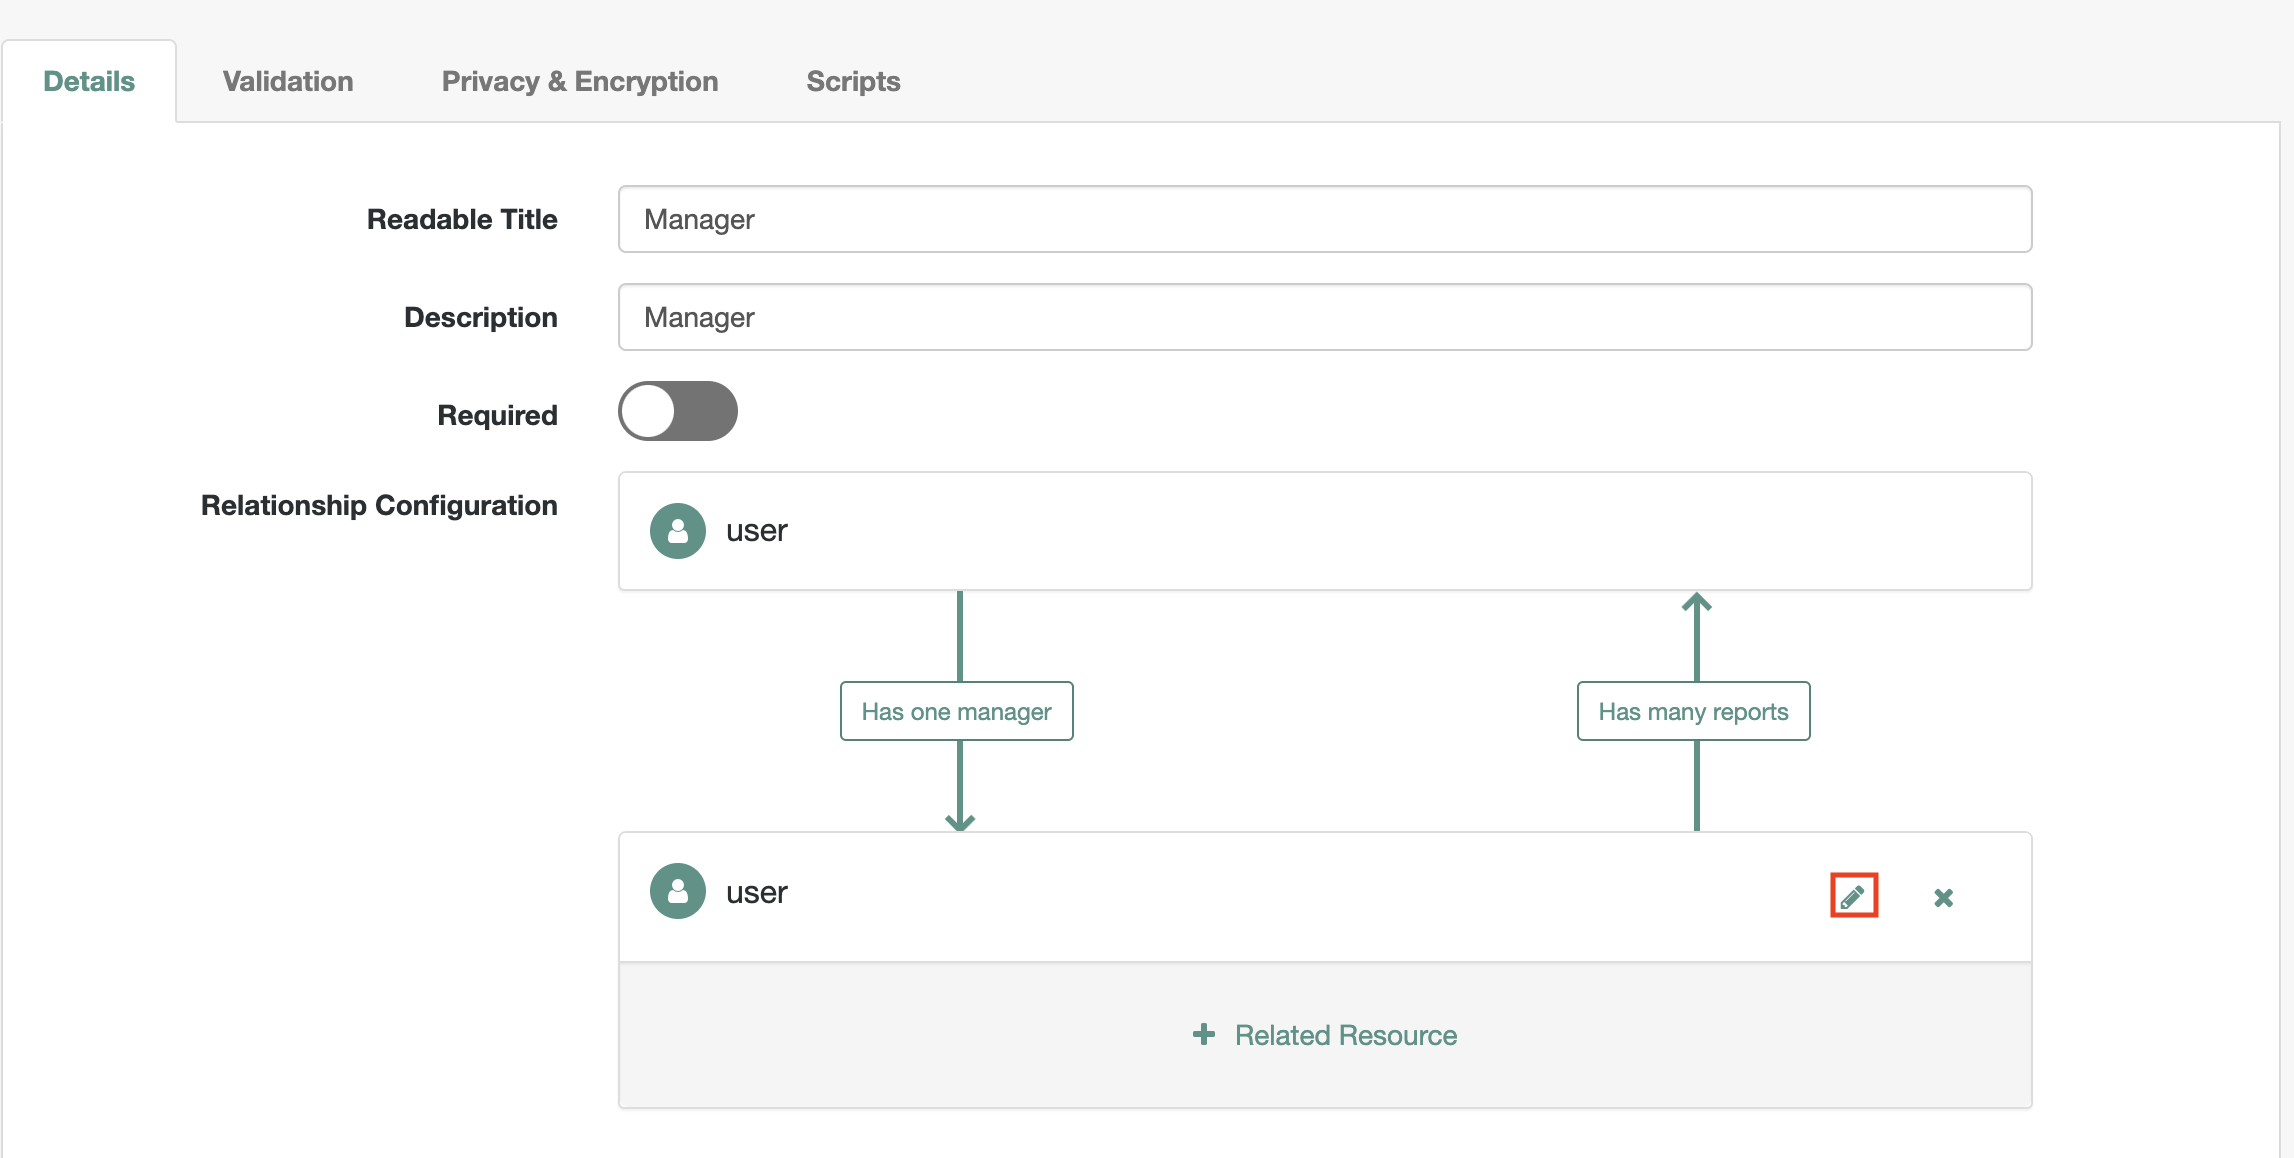 Details Validation Privacy & Encryption Scripts
Readable Title Manager
Description Manager
Required
Relationship Configuration user
Has one manager Has many reports
user
Related Resource